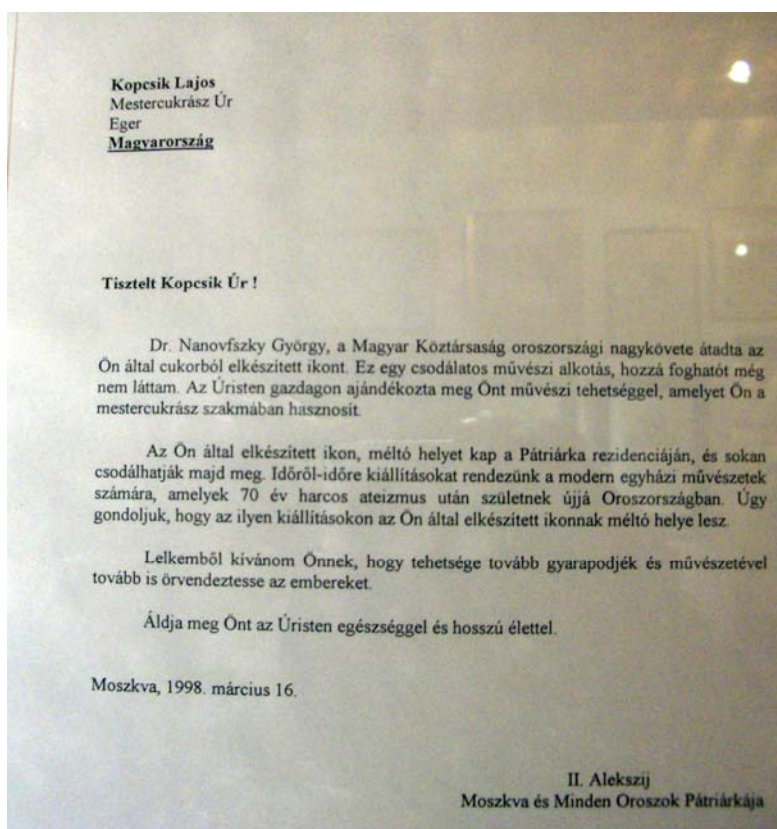 Kopcsik Lajos
Mestercukrász Úr
Eger
Magyarország
Tisztelt Kopcsik Úr !
Dr. Nanovfszky György, a Magyar Köztársaság oroszországi nagykövete átadta az
Ön által cukorból elkészített ikont. Ez egy csodálatos művészi alkotás, hozzá foghatót még
nem láttam. Az Úristen gazdagon ajándékozta meg Önt művészi tehetséggel, amelyet Ön a
mestercukrász szakmában hasznosít.
Az Ön által elkészített ikon, méltó helyet kap a Pátriárka rezidenciáján, és sokan
csodálhatják majd meg. Időről-időre kiállításokat rendezünk a modern egyházi művészetek
számára, amelyek 70 év harcos ateizmus után születnek újjá Oroszországban. Úgy
gondoljuk, hogy az ilyen kiállításokon az Ön által elkészített ikonnak méltó helye lesz.
Lelkemből kívánom Önnek, hogy tehetsége tovább gyarapodjék és művészetével
tovább is örvendeztesse az embereket.
Áldja meg Önt az Úristen egészséggel és hosszú élettel.
Moszkva, 1998. március 16.
II. Alekszij
Moszkva és Minden Oroszok Pátriárkája